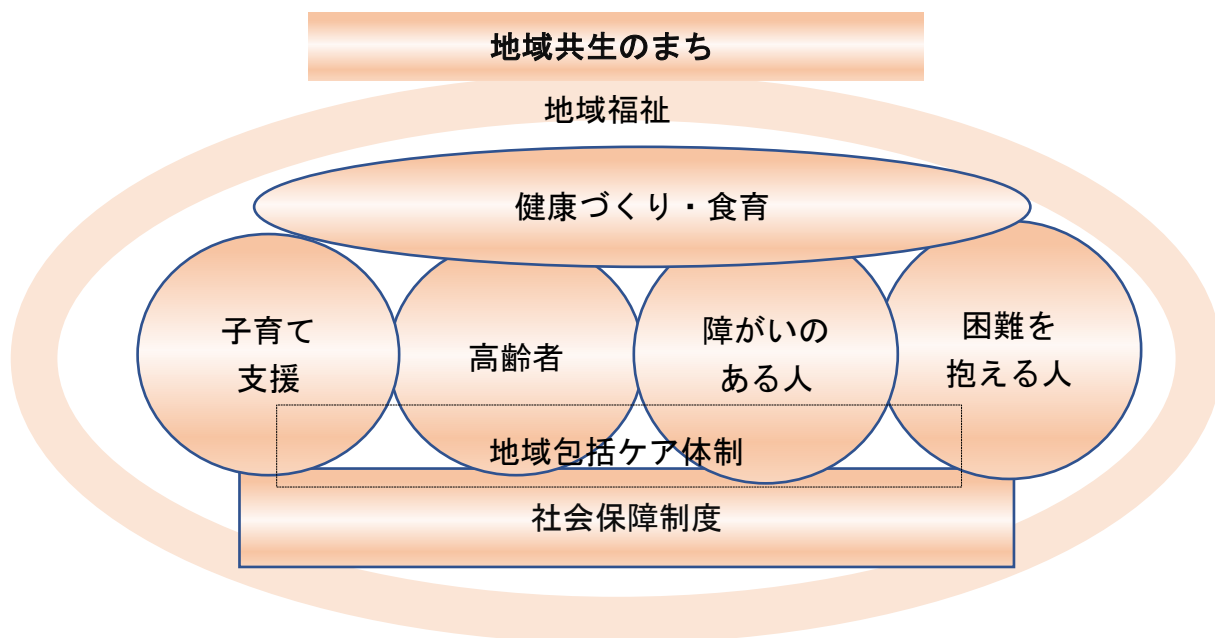 地域共生のまち
地域福祉
健康づくり・食育
子育て
支援
高齢者
障がいの
ある人
困難を
抱える人
地域包括ケア体制
社会保障制度